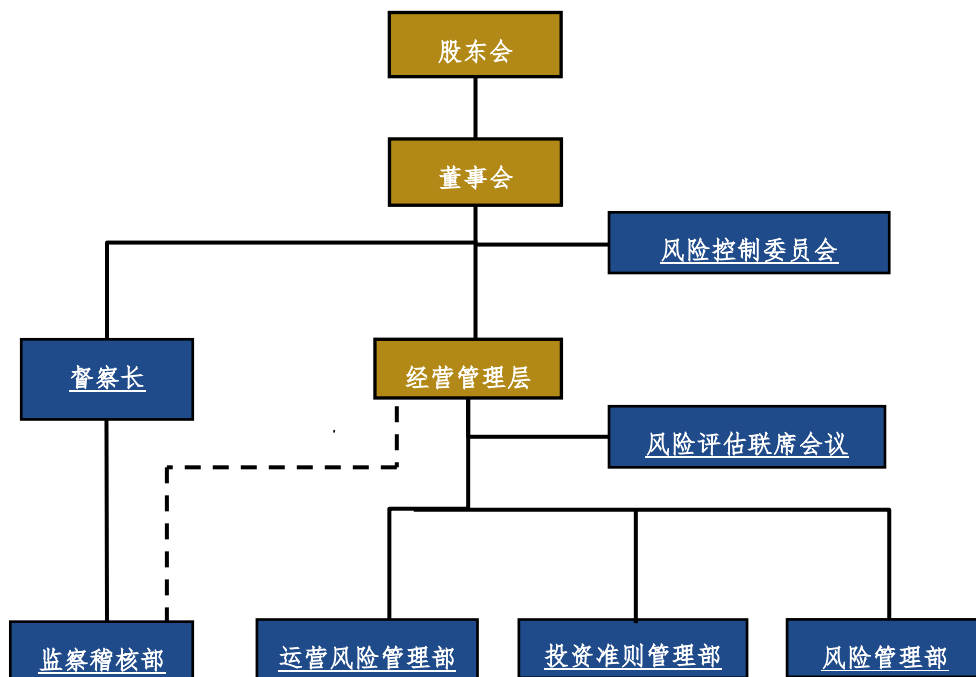 股东会
董事会
风险控制委员会
督察长
经营管理层
风险评估联席会议
监察稽核部
运营风险管理部
投资准则管理部
风险管理部